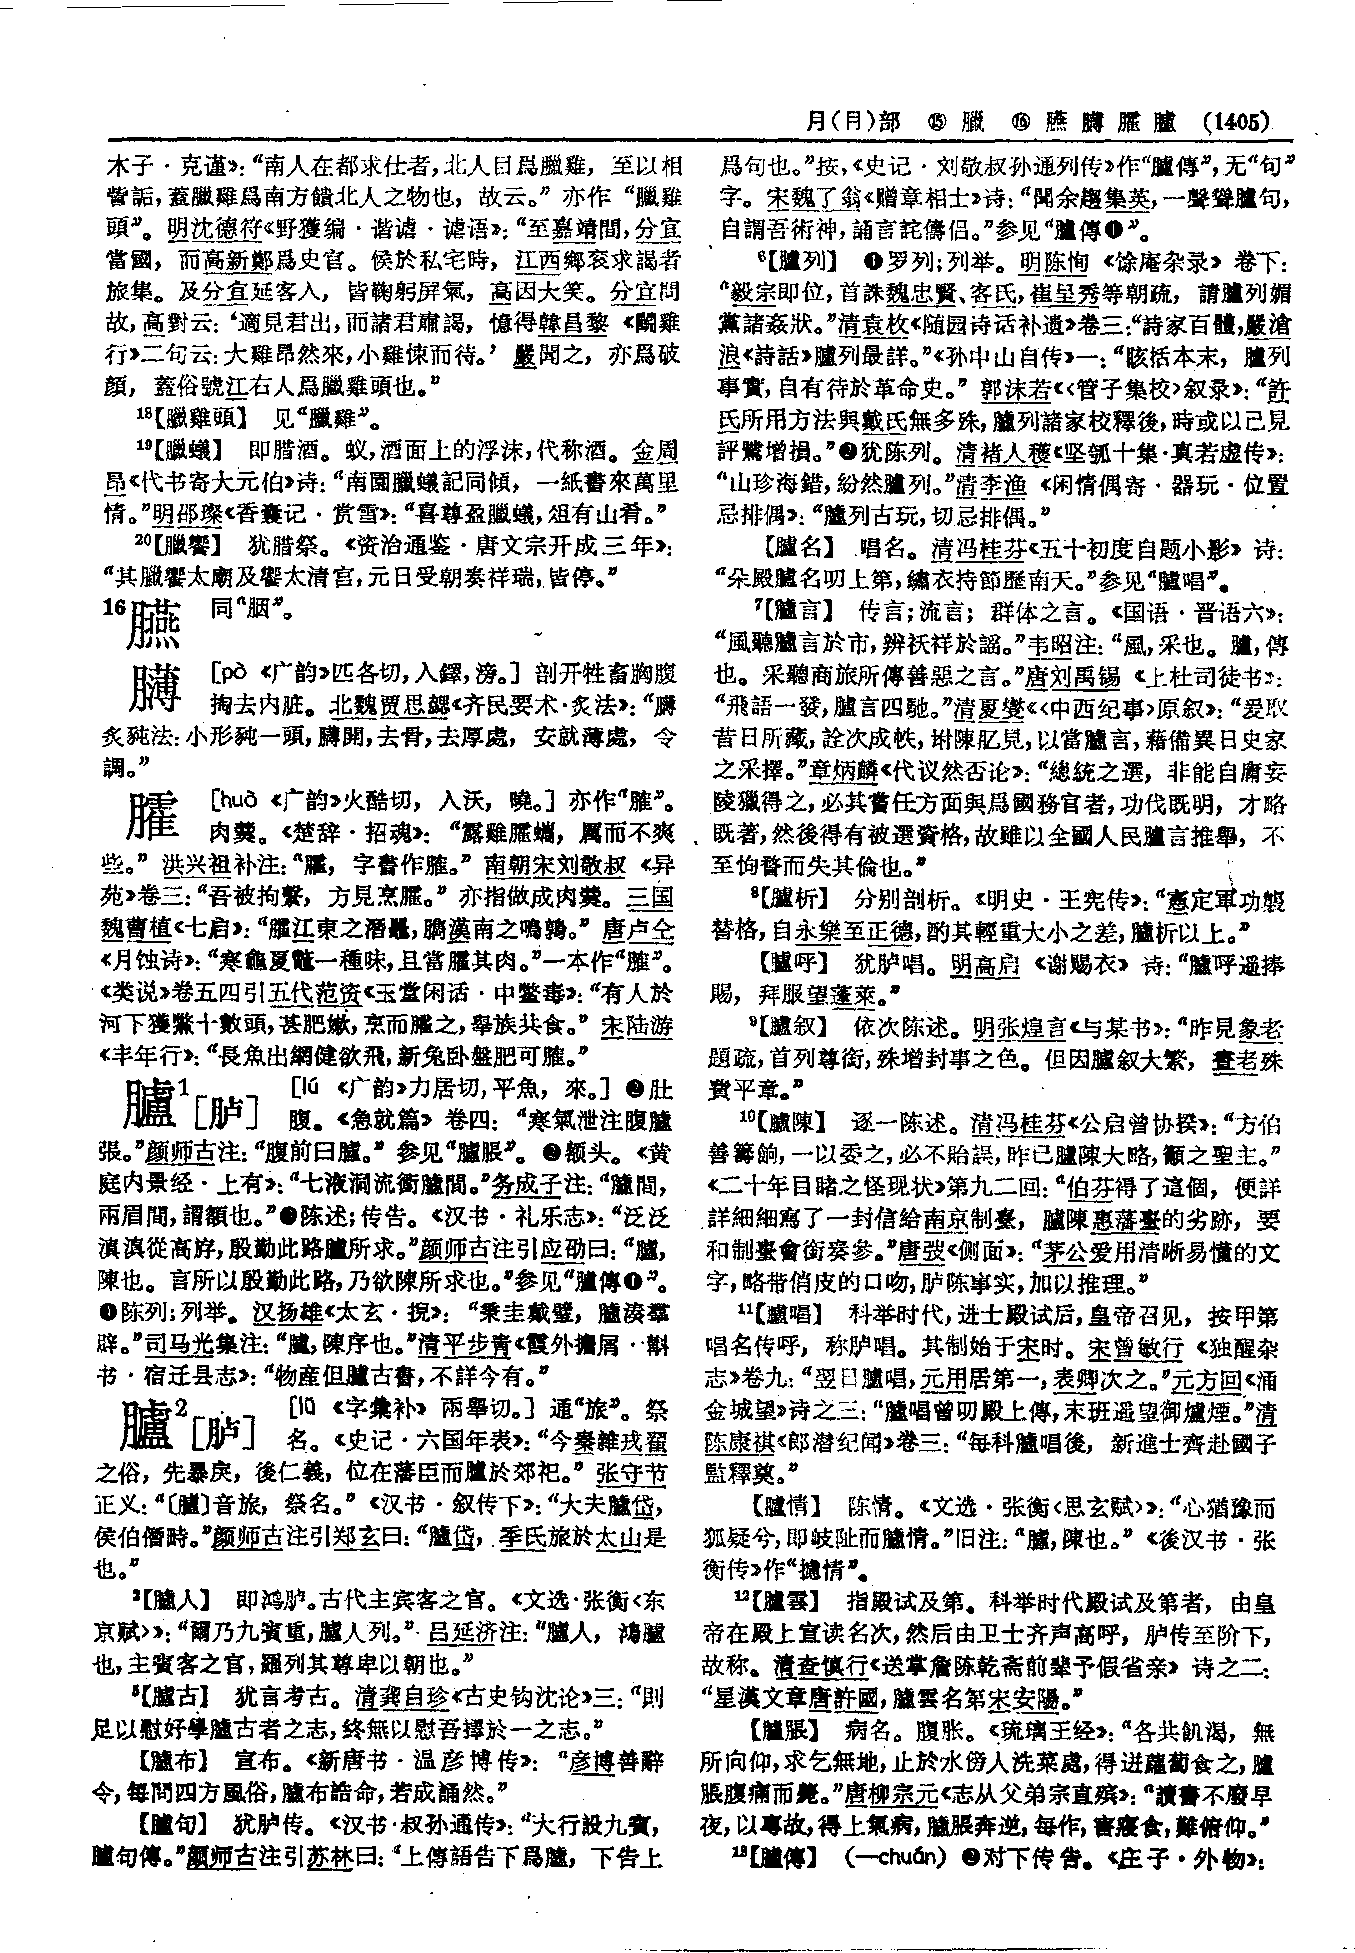 月(月)部 ⑮ 臘 ⑯ 臙膊臛臚 (1405)
木子·克谨》：“南人在都求仕者，北人目爲臘雞，至以相
訾詬，蓋臘雞爲南方饋北人之物也，故云。”亦作“臘雞
頭”。明沈德符《野獲编·谐谑·谑语》：“至嘉靖間，分宜
當國，而高新鄭爲史官。候於私宅時，江西鄉衮求謁者
旅集。及分宜延客入，皆鞠躬屏氣，高因大笑。分宜問
故，高對云：‘適見君出，而諸君肅謁，憶得韓昌黎《鬭雞
行》二句云：大雞昂然來，小雞悚而待。’嚴聞之，亦爲破
顔，蓋俗號江右人爲臘雞頭也。”
18【臘雞頭】 见“臘雞”。
19【臘蟻】 即腊酒。蚁，酒面上的浮沫，代称酒。金周
昂《代书寄大元伯》诗：“南園臘蟻記同傾，一紙書來萬里
情。”明邵璨《香囊记·赏雪》：“喜尊盈臘蟻，俎有山肴。”
20【臘饗】 犹腊祭。《资治通鉴·唐文宗开成三年》：
“其臘饗太廟及饗太清宫，元日受朝奏祥瑞，皆停。”
16 臙 同“胭”。
膊 [pò《广韵》匹各切，入鐸，滂。] 剖开牲畜胸腹
掏去内脏。北魏贾思勰《齐民要术·炙法》：“膊
炙㹠法：小形㹠一頭，膊開，去骨，去厚處，安就薄處，令
調。”
臛 [huò《广韵》火酷切，入沃，曉。] 亦作“臒”。
肉羹。《楚辞·招魂》：“露雞臛蠵，厲而不爽
些。”洪兴祖补注：“臛，字書作臒。”南朝宋刘敬叔《异
苑》卷三：“吾被拘繫，方見烹臛。”亦指做成肉羹。三国
魏曹植《七启》：“臛江東之潛鼉，臇漢南之鳴鶉。”唐卢仝
《月蚀诗》：“寒龜夏鼈一種味，且當臛其肉。”一本作“臒”。
《类说》卷五四引五代范资《玉堂闲话·中鳖毒》：“有人於
河下獲鱉十數頭，甚肥嫩，烹而臛之，舉族共食。”宋陆游
《丰年行》：“長魚出網健欲飛，新兔卧盤肥可臛。”
臚1[胪] [lú《广韵》力居切，平魚，來。] ❶肚
腹。《急就篇》卷四：“寒氣泄注腹臚
張。”颜师古注：“腹前曰臚。”参见“臚脹”。❷额头。《黄
庭内景经·上有》：“七液洞流衝臚間。”务成子注：“臚間，
兩眉間，謂額也。”❸陈述；传告。《汉书·礼乐志》：“泛泛
滇滇從高斿，殷勤此路臚所求。”颜师古注引应劭曰：“臚，
陳也。言所以殷勤此路，乃欲陳所求也。”参见“臚傳❶”。
❹陈列；列举。汉扬雄《太玄·掜》：“秉圭戴璧，臚湊羣
辟。”司马光集注：“臚，陳序也。”清平步青《霞外攟屑·斠
书·宿迁县志》：“物産但臚古書，不詳今有。”
臚2[胪] [lǚ《字彙补》兩舉切。] 通“旅”。祭
名。《史记·六国年表》：“今秦雜戎翟
之俗，先暴戾，後仁義，位在藩臣而臚於郊祀。”张守节
正义：“〔臚〕音旅，祭名。”《汉书·叙传下》：“大夫臚岱，
侯伯僭畤。”颜师古注引郑玄曰：“臚岱，季氏旅於太山是
也。”
2【臚人】 即鸿胪。古代主宾客之官。《文选·张衡〈东
京赋〉》：“爾乃九賓重，臚人列。”吕延济注：“臚人，鴻臚
也，主賓客之官，羅列其尊卑以朝也。”
5【臚古】 犹言考古。清龚自珍《古史钩沈论》三：“則
足以慰好學臚古者之志，終無以慰吾擇於一之志。”
【臚布】 宣布。《新唐书·温彦博传》：“彦博善辭
令，每問四方風俗，臚布誥命，若成誦然。”
【臚句】 犹胪传。《汉书·叔孙通传》：“大行設九賓，
臚句傳。”颜师古注引苏林曰：“上傳語告下爲臚，下告上
爲句也。”按，《史记·刘敬叔孙通列传》作“臚傳”，无“句”
字。宋魏了翁《赠章相士》诗：“聞余趨集英，一聲聲臚句，
自謂吾術神，誦言詫儔侣。”参见“臚傳❶”。
6【臚列】 ❶罗列；列举。明陈恂《馀庵杂录》卷下：
“毅宗即位，首誅魏忠賢、客氏，崔呈秀等朝疏，請臚列媚
黨諸姦狀。”清袁枚《随园诗话补遗》卷三：“詩家百體，嚴滄
浪《詩話》臚列最詳。”《孙中山自传》一：“賅括本末，臚列
事實，自有待於革命史。”郭沫若《〈管子集校〉叙录》：“許
氏所用方法與戴氏無多殊，臚列諸家校釋後，時或以己見
評騭增損。”❷犹陈列。清褚人穫《坚瓠十集·真若虚传》：
“山珍海錯，紛然臚列。”清李渔《闲情偶寄·器玩·位置
忌排偶》：“臚列古玩，切忌排偶。”
【臚名】 唱名。清冯桂芬《五十初度自题小影》诗：
“朵殿臚名叨上第，繡衣持節歷南天。”参见“臚唱”。
7【臚言】 传言；流言；群体之言。《国语·晋语六》：
“風聽臚言於市，辨祅祥於謡。”韦昭注：“風，采也。臚，傳
也。采聽商旅所傳善惡之言。”唐刘禹锡《上杜司徒书》：
“飛語一發，臚言四馳。”清夏燮《〈中西纪事〉原叙》：“爰取
昔日所藏，詮次成帙，坿陳肊見，以當臚言，藉備異日史家
之采擇。”章炳麟《代议然否论》：“總統之選，非能自庸妄
陵獵得之，必其嘗任方面與爲國務官者，功伐既明，才略
既著，然後得有被選資格，故雖以全國人民臚言推舉，不
至恂瞀而失其倫也。”
8【臚析】 分别剖析。《明史·王宪传》：“憲定軍功襲
替格，自永樂至正德，酌其輕重大小之差，臚析以上。”
【臚呼】 犹胪唱。明高启《谢赐衣》诗：“臚呼遥捧
賜，拜服望蓬萊。”
9【臚叙】 依次陈述。明张煌言《与某书》：“昨見象老
題疏，首列尊銜，殊增封事之色。但因臚叙大繁，䀌老殊
費平章。”
10【臚陳】 逐一陈述。清冯桂芬《公启曾协揆》：“方伯
善籌餉，一以委之，必不貽誤，昨已臚陳大略，籲之聖主。”
《二十年目睹之怪现状》第九二回：“伯芬得了這個，便詳
詳細細寫了一封信給南京制臺，臚陳惠藩臺的劣跡，要
和制臺會銜奏參。”唐弢《侧面》：“茅公爱用清晰易懂的文
字，略带俏皮的口吻，胪陈事实，加以推理。”
11【臚唱】 科举时代，进士殿试后，皇帝召见，按甲第
唱名传呼，称胪唱。其制始于宋时。宋曾敏行《独醒杂
志》卷九：“翌日臚唱，元用居第一，表卿次之。”元方回《涌
金城望》诗之三：“臚唱曾叨殿上傳，末班遥望御爐煙。”清
陈康祺《郎潜纪闻》卷三：“每科臚唱後，新進士齊赴國子
監釋奠。”
【臚情】 陈情。《文选·张衡〈思玄赋〉》：“心猶豫而
狐疑兮，即岐阯而臚情。”旧注：“臚，陳也。”《後汉书·张
衡传》作“攄情”。
12【臚雲】 指殿试及第。科举时代殿试及第者，由皇
帝在殿上宣读名次，然后由卫士齐声高呼，胪传至阶下，
故称。清查慎行《送掌詹陈乾斋前辈予假省亲》诗之二：
“星漢文章唐許國，臚雲名第宋安陽。”
【臚脹】 病名。腹胀。《琉璃王经》：“各共飢渴，無
所向仰，求乞無地，止於水傍人洗菜處，得逆蘿蔔食之，臚
脹腹痛而薨。”唐柳宗元《志从父弟宗直殡》：“讀書不廢早
夜，以專故，得上氣病，臚脹奔逆，每作，害寢食，難俯仰。”
13【臚傳】 (—chuán) ❶对下传告。《庄子·外物》：